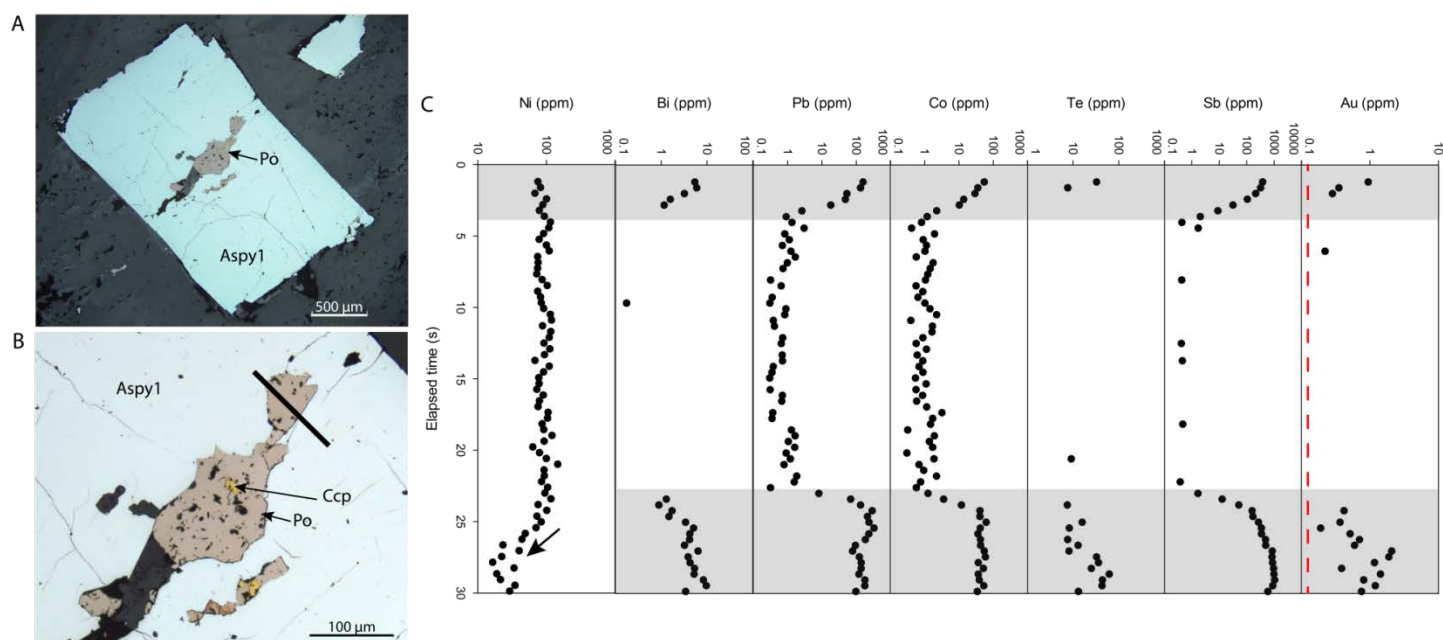 A
Po
Aspy1
500 µm
B
Aspy1
Ccp
Po
100 µm
C
Ni (ppm)
Bi (ppm)
Pb (ppm)
Co (ppm)
Te (ppm)
Sb (ppm)
Au (ppm)
10
100
1000
0.1
1
10
100
0.1
1
10
100
1000
0.1
1
10
100
1000
1
10
100
1000
0.1
1
10
100
1000
10000
0.1
1
10
Elapsed time (s)
0
5
10
15
20
25
30